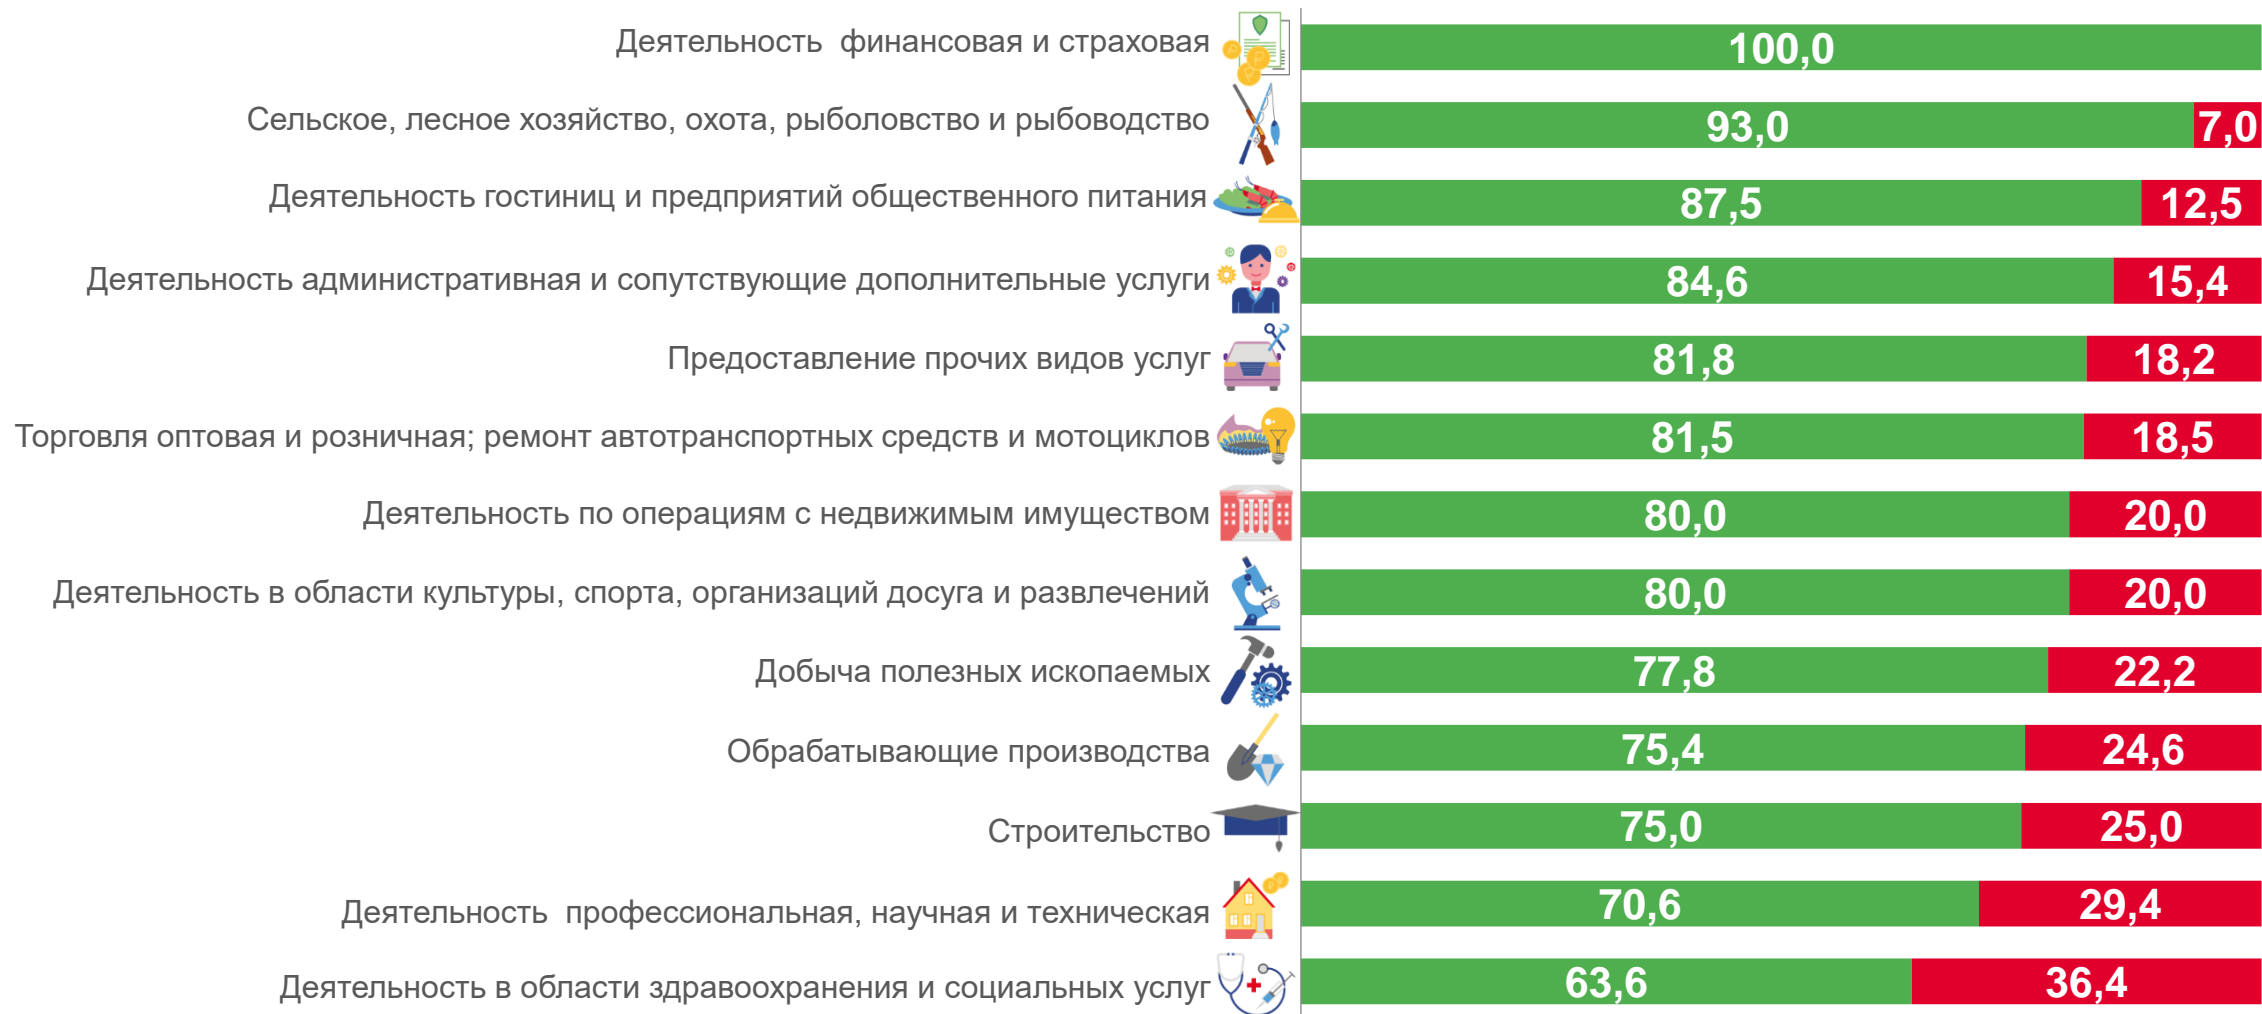 Деятельность финансовая и страховая 100,0
Сельское, лесное хозяйство, охота, рыболовство и рыбоводство 93,0 7,0
Деятельность гостиниц и предприятий общественного питания 87,5 12,5
Деятельность административная и сопутствующие дополнительные услуги 84,6 15,4
Предоставление прочих видов услуг 81,8 18,2
Торговля оптовая и розничная; ремонт автотранспортных средств и мотоциклов 81,5 18,5
Деятельность по операциям с недвижимым имуществом 80,0 20,0
Деятельность в области культуры, спорта, организаций досуга и развлечений 80,0 20,0
Добыча полезных ископаемых 77,8 22,2
Обрабатывающие производства 75,4 24,6
Строительство 75,0 25,0
Деятельность профессиональная, научная и техническая 70,6 29,4
Деятельность в области здравоохранения и социальных услуг 63,6 36,4